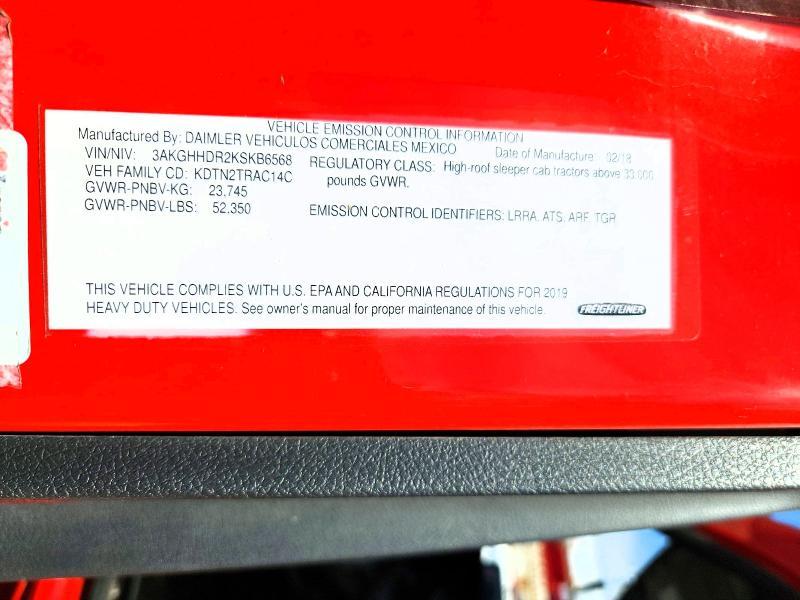 VEHICLE EMISSION CONTROL INFORMATION
Manufactured By: DAIMLER VEHICULOS COMERCIALES MEXICO Date of Manufacture: 02/18
VIN/NIV: 3AKGHHDR2KSKB6568 REGULATORY CLASS: High-roof sleeper cab tractors above 33,000
VEH FAMILY CD: KDTN2TRAC14C pounds GVWR.
GVWR-PNBV-KG: 23,745
GVWR-PNBV-LBS: 52,350 EMISSION CONTROL IDENTIFIERS: LRRA, ATS, ARF, TGR
THIS VEHICLE COMPLIES WITH U.S. EPA AND CALIFORNIA REGULATIONS FOR 2019
HEAVY DUTY VEHICLES. See owner's manual for proper maintenance of this vehicle. FREIGHTLINER